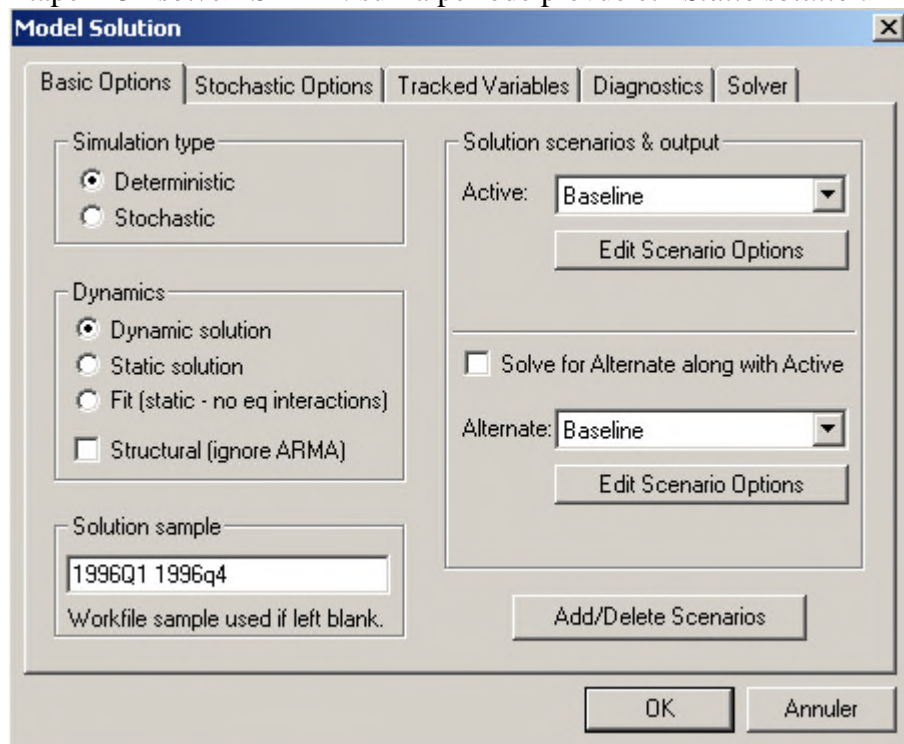 Model Solution
Basic Options
Stochastic Options
Tracked Variables
Diagnostics
Solver
Simulation type
Deterministic
Stochastic
Dynamics
Dynamic solution
Static solution
Fit (static - no eq interactions)
Structural (ignore ARMA)
Solution sample
1996Q1 1996q4
Workfile sample used if left blank.
Solution scenarios & output
Active:
Baseline
Edit Scenario Options
Solve for Alternate along with Active
Alternate:
Baseline
Edit Scenario Options
Add/Delete Scenarios
OK
Annuler